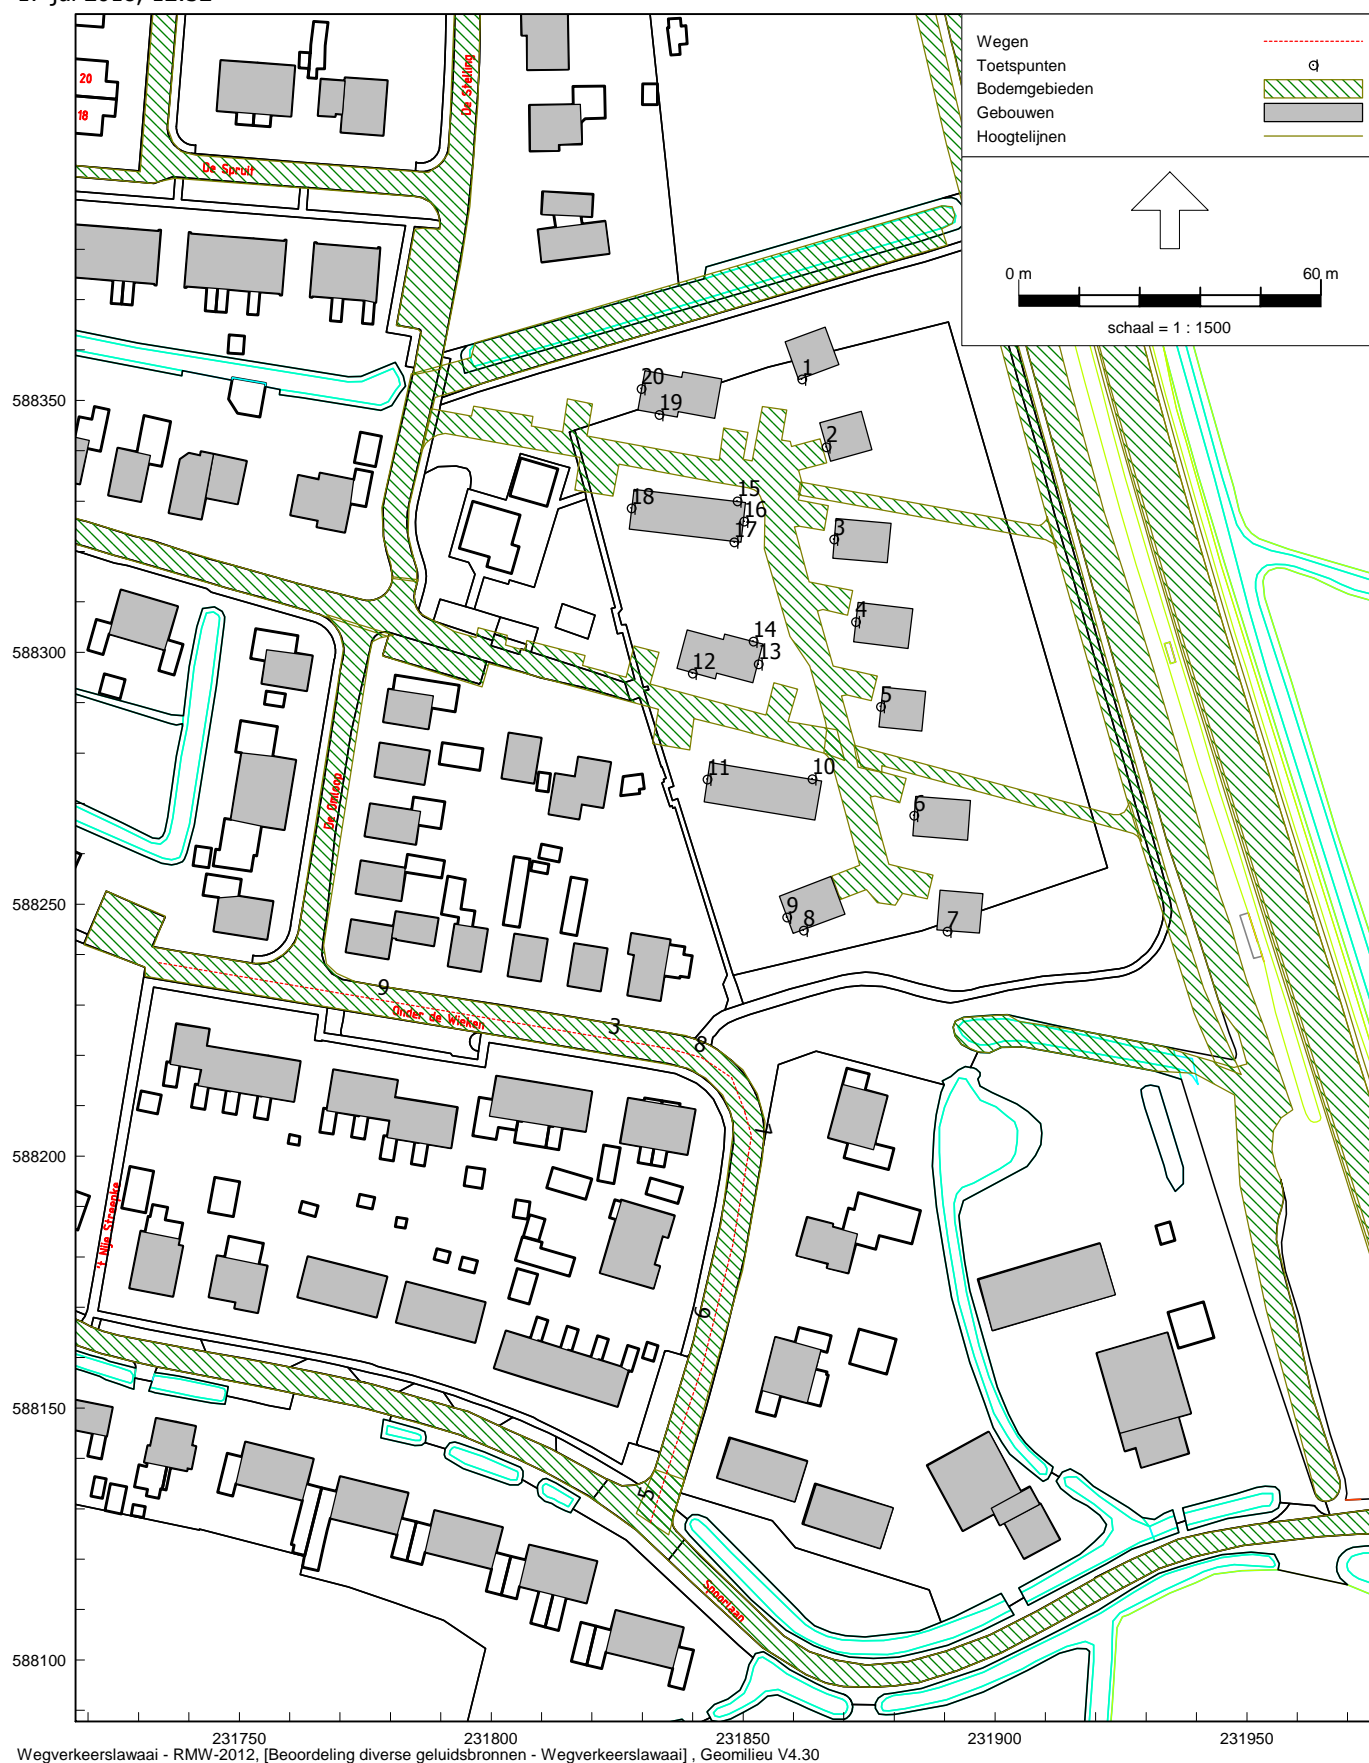 Wegen
Toetspunten
Bodemgebieden
Gebouwen
Hoogtelijnen
0 m
60 m
schaal = 1 : 1500
20
18
De Stelling
De Spruit
1
20
19
2
588350
15
18
16
17
3
4
14
13
12
588300
5
11
10
6
De Omloop
9
8
7
588250
9
Onder de Wieken
3
8
7
588200
't Nije Streepke
6
588150
5
Spoorlaan
588100
231750
231800
231850
231900
231950
Wegverkeerslawaai - RMW-2012, [Beoordeling diverse geluidsbronnen - Wegverkeerslawaai] , Geomilieu V4.30